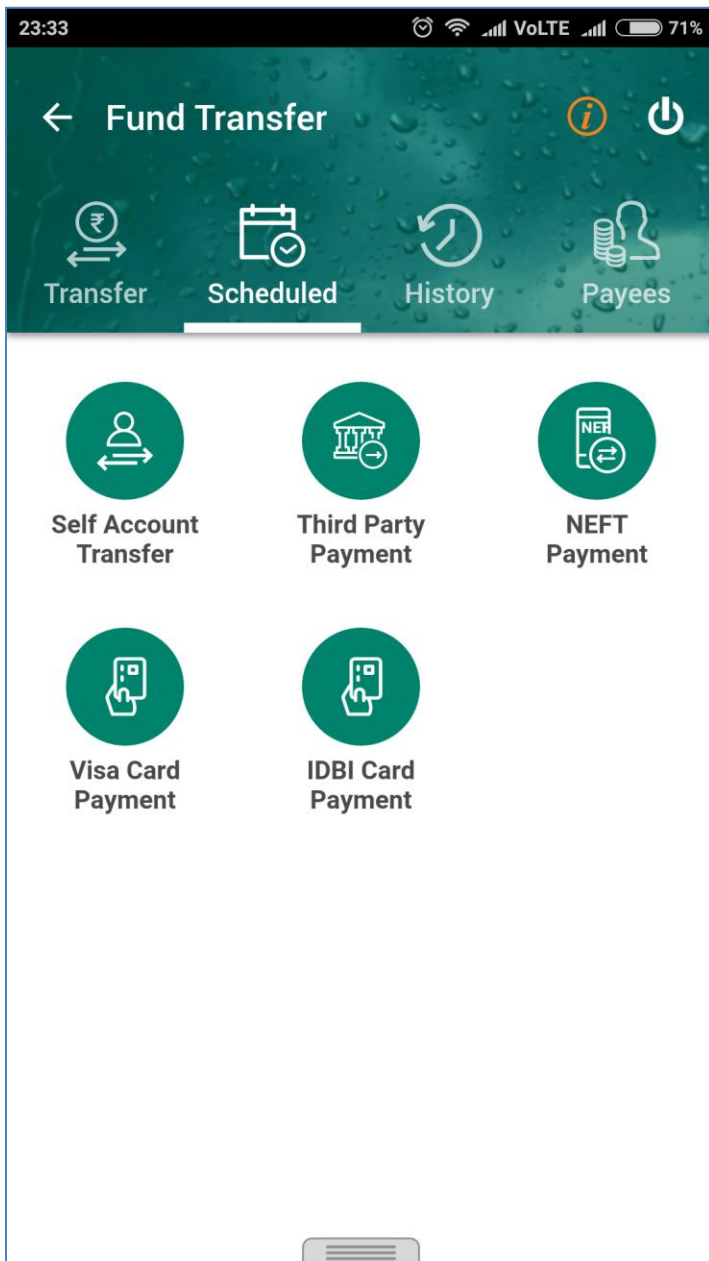 23:33 VoLTE 71%
Fund Transfer i
₹
Transfer Scheduled History Payees
NEF
Self Account Third Party NEFT
Transfer Payment Payment
Visa Card IDBI Card
Payment Payment